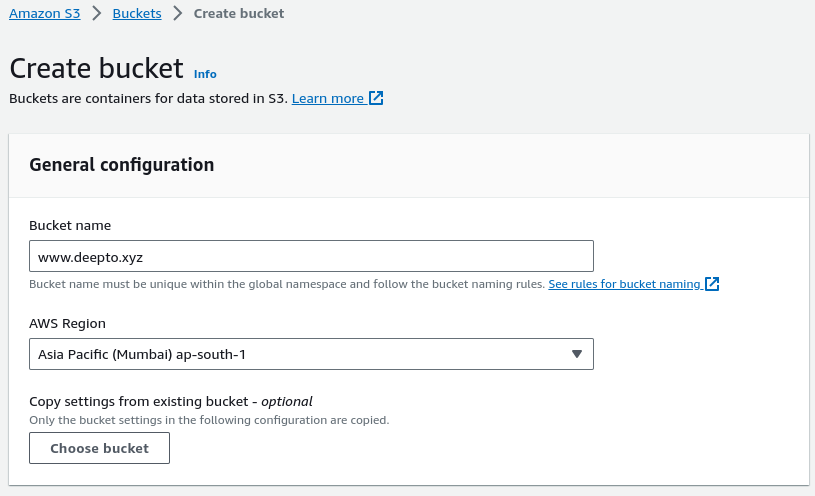 Amazon S3 > Buckets > Create bucket
Create bucket Info
Buckets are containers for data stored in S3. Learn more
General configuration
Bucket name
www.deepto.xyz
Bucket name must be unique within the global namespace and follow the bucket naming rules. See rules for bucket naming
AWS Region
Asia Pacific (Mumbai) ap-south-1
Copy settings from existing bucket - optional
Only the bucket settings in the following configuration are copied.
Choose bucket